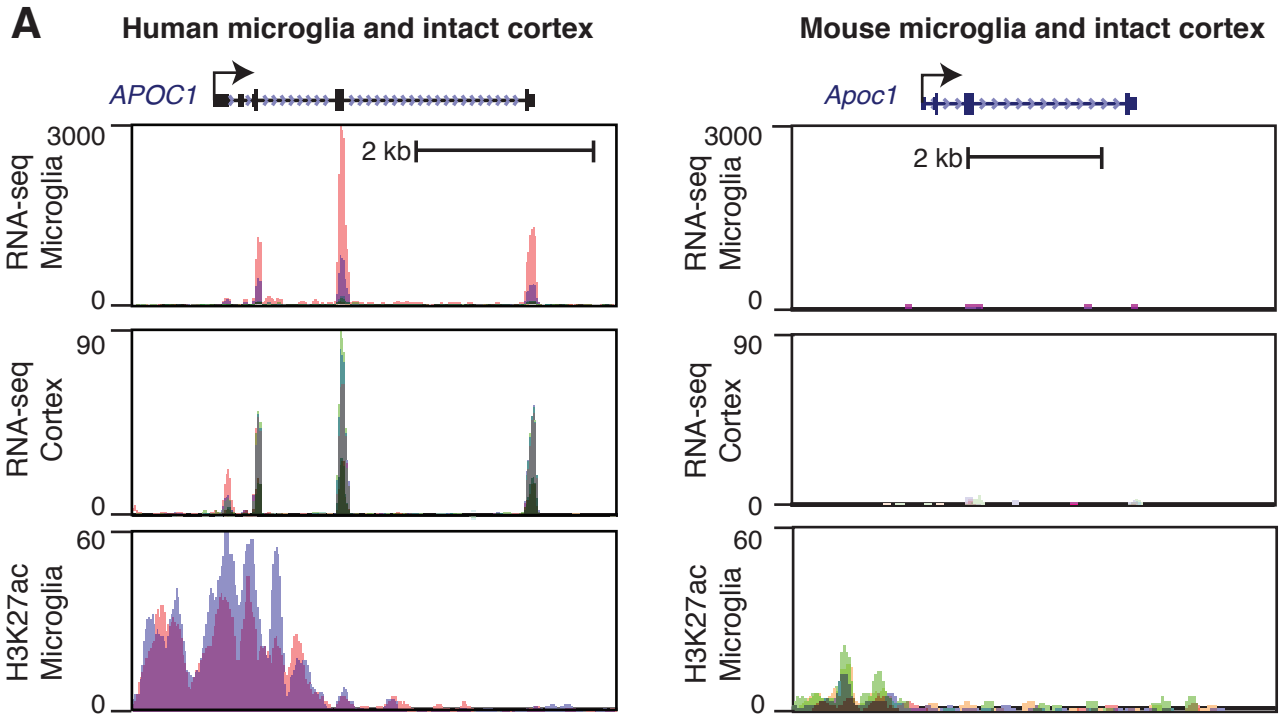 A
Human microglia and intact cortex
Mouse microglia and intact cortex
APOC1
3000
RNA-seq
Microglia
2 kb
0
90
RNA-seq
Cortex
0
60
H3K27ac
Microglia
0
Apoc1
3000
RNA-seq
Microglia
2 kb
0
90
RNA-seq
Cortex
0
60
H3K27ac
Microglia
0